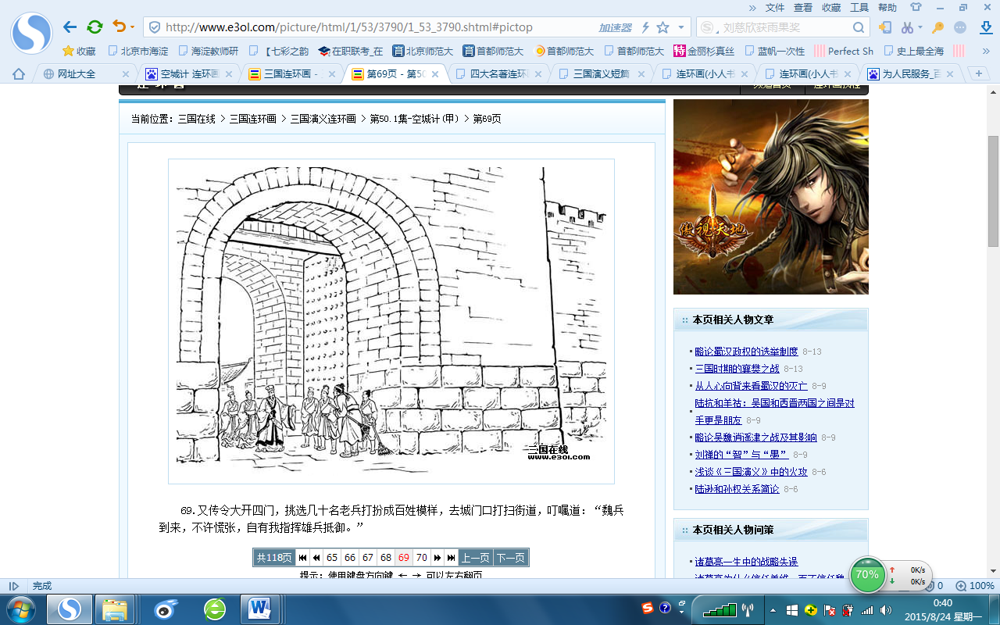 » 文件 查看 收藏 工具 帮助
http://www.e3ol.com/picture/html/1/53/3790/1_53_3790.shtml#pictop 加速器 刘慈欣获雨果奖
收藏 北京市海淀 海淀教师研 【七彩之韵 在职联考_在 北京师范大 首都师范大 首都师范大 首都师范大 金丽杉真丝 蓝帆一次性 Perfect Sh 史上最全海 »
网址大全 空城计 连环画 三国连环画 - 第69页 - 第50 四大名著连环 三国演义短篇 连环画(小人书 连环画(小人书 为人民服务_百
当前位置：三国在线 > 三国连环画 > 三国演义连环画 > 第50.1集-空城计(甲) > 第69页
傲视天地
三国在线
www.e3ol.com
69.又传令大开四门，挑选几十名老兵打扮成百姓模样，去城门口打扫街道，叮嘱道：“魏兵
到来，不许慌张，自有我指挥雄兵抵御。”
共118页 65 66 67 68 69 70 上一页 下一页
提示：使用键盘方向键 ← → 可以左右翻页
本页相关人物文章
略论蜀汉政权的选举制度 8-13
三国时期的襄樊之战 8-13
从人心向背来看蜀汉的灭亡 8-9
陆抗和羊祜：吴国和西晋两国之间是对
手更是朋友 8-9
略论吴魏逍遥津之战及其影响 8-9
刘禅的“智”与“愚” 8-9
浅谈《三国演义》中的火攻 8-6
陆逊和孙权关系简论 8-6
本页相关人物问策
诸葛亮一生中的战略失误
70% 0K/s
0K/s
完成 0 100%
0:40
2015/8/24 星期一